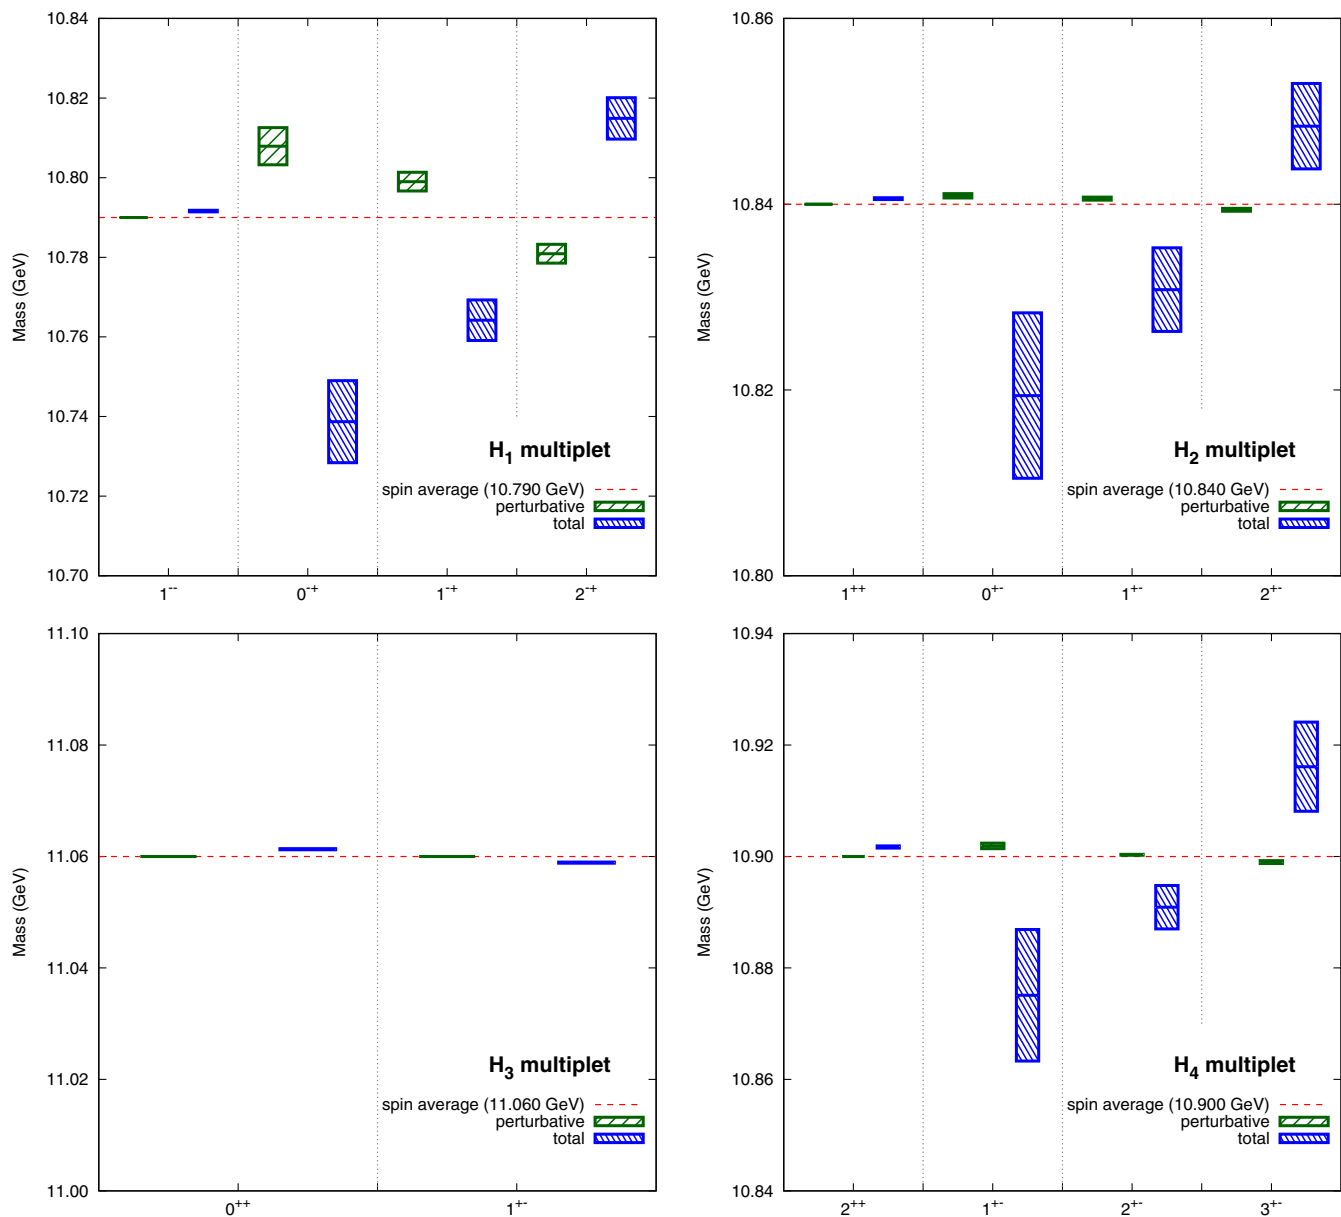 10.84
10.82
10.80
10.78
10.76
10.74
10.72
10.70
Mass (GeV)
H1 multiplet
spin average (10.790 GeV)
perturbative
total
1--
0-+
1-+
2-+
10.86
10.84
10.82
10.80
Mass (GeV)
H2 multiplet
spin average (10.840 GeV)
perturbative
total
1++
0+-
1+-
2+-
11.10
11.08
11.06
11.04
11.02
11.00
Mass (GeV)
H3 multiplet
spin average (11.060 GeV)
perturbative
total
0++
1+-
10.94
10.92
10.90
10.88
10.86
10.84
Mass (GeV)
H4 multiplet
spin average (10.900 GeV)
perturbative
total
2++
1+-
2+-
3+-